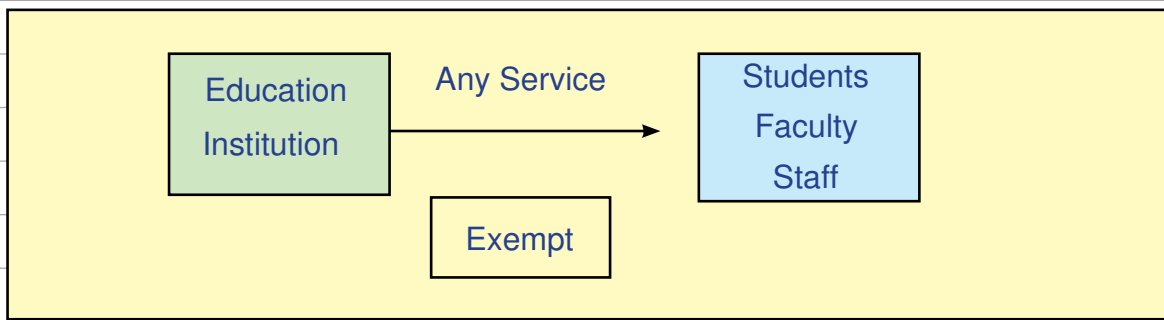 Education
Institution
Any Service
Students
Faculty
Staff
Exempt